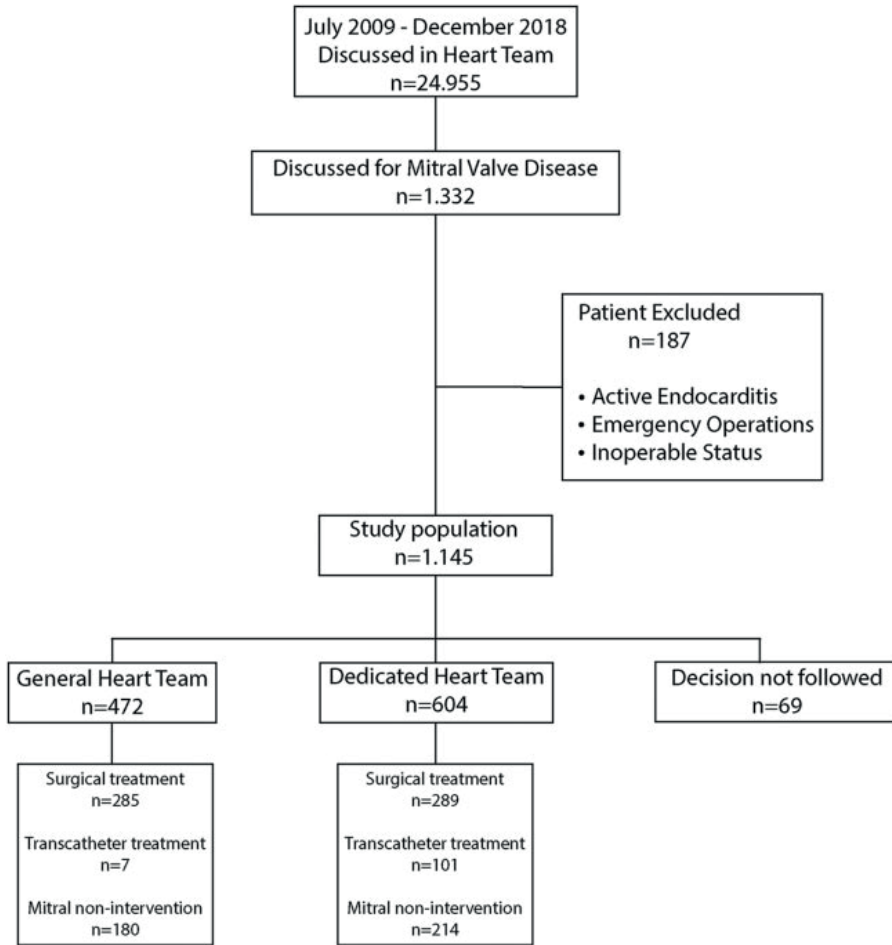 July 2009 - December 2018
Discussed in Heart Team
n=24.955
Discussed for Mitral Valve Disease
n=1.332
Patient Excluded
n=187
• Active Endocarditis
• Emergency Operations
• Inoperable Status
Study population
n=1.145
General Heart Team
n=472
Dedicated Heart Team
n=604
Decision not followed
n=69
Surgical treatment
n=285
Transcatheter treatment
n=7
Mitral non-intervention
n=180
Surgical treatment
n=289
Transcatheter treatment
n=101
Mitral non-intervention
n=214